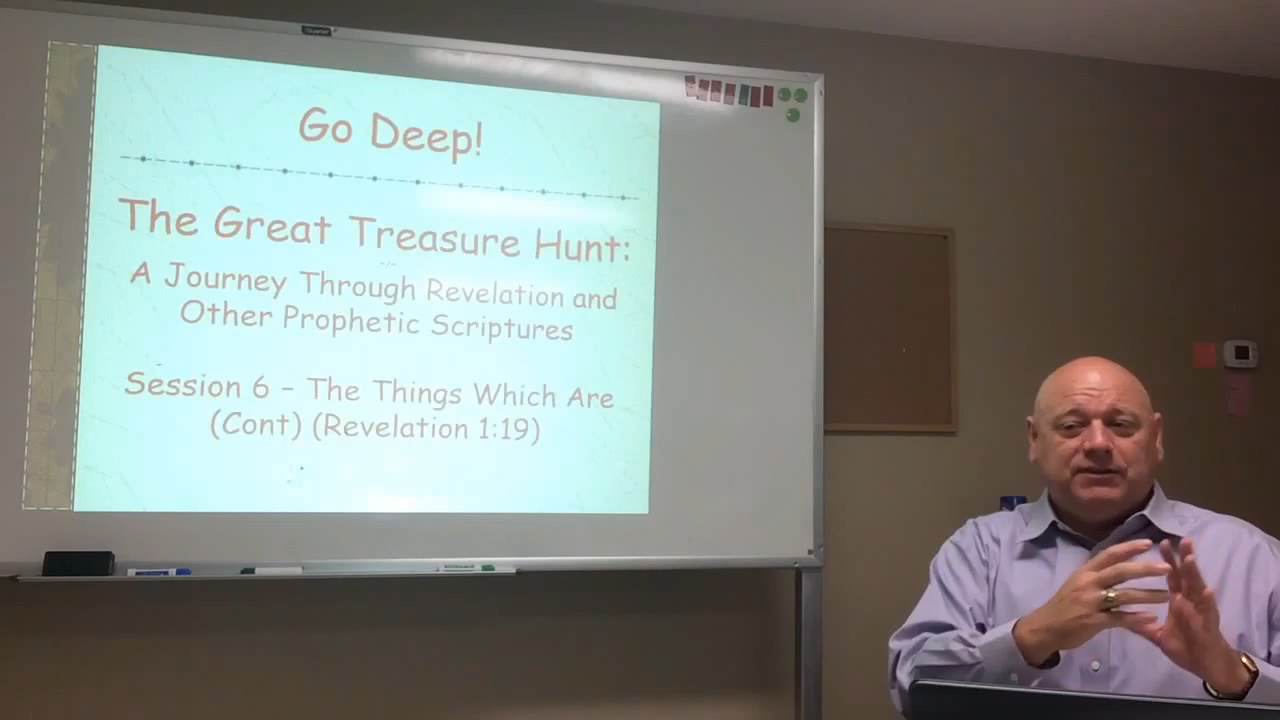 Go Deep!
The Great Treasure Hunt:
A Journey Through Revelation and
Other Prophetic Scriptures
Session 6 – The Things Which Are
(Cont) (Revelation 1:19)